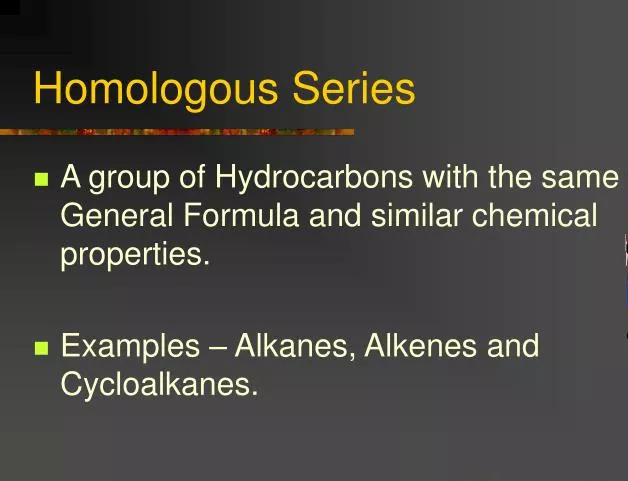 Homologous Series
A group of Hydrocarbons with the same
General Formula and similar chemical
properties.
Examples – Alkanes, Alkenes and
Cycloalkanes.